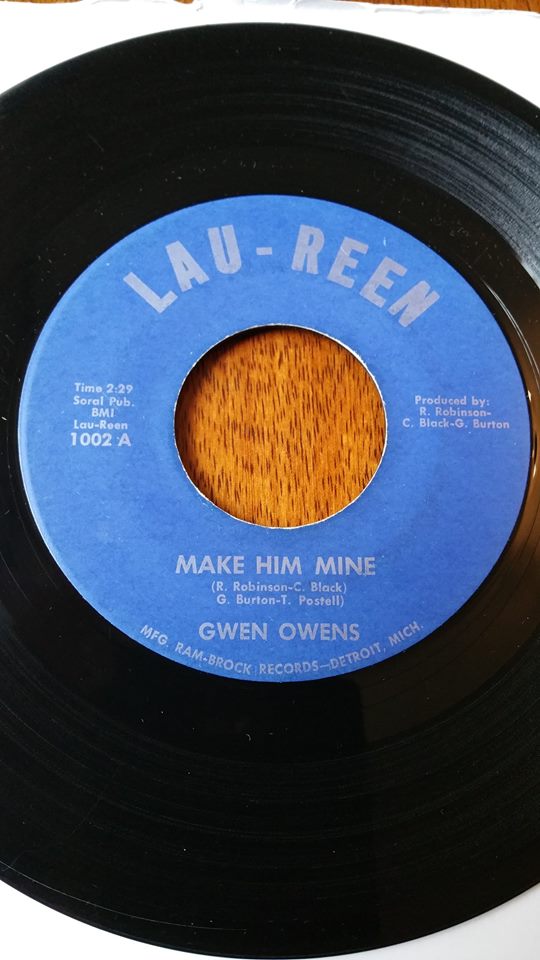 LAU-REEN
Time 2:29
Soral Pub.
BMI
Lau-Reen
1002 A
Produced by:
R. Robinson-
C. Black-G. Burton
MAKE HIM MINE
(R. Robinson-C. Black)
G. Burton-T. Postell)
GWEN OWENS
MFG. RAM-BROCK RECORDS—DETROIT, MICH.